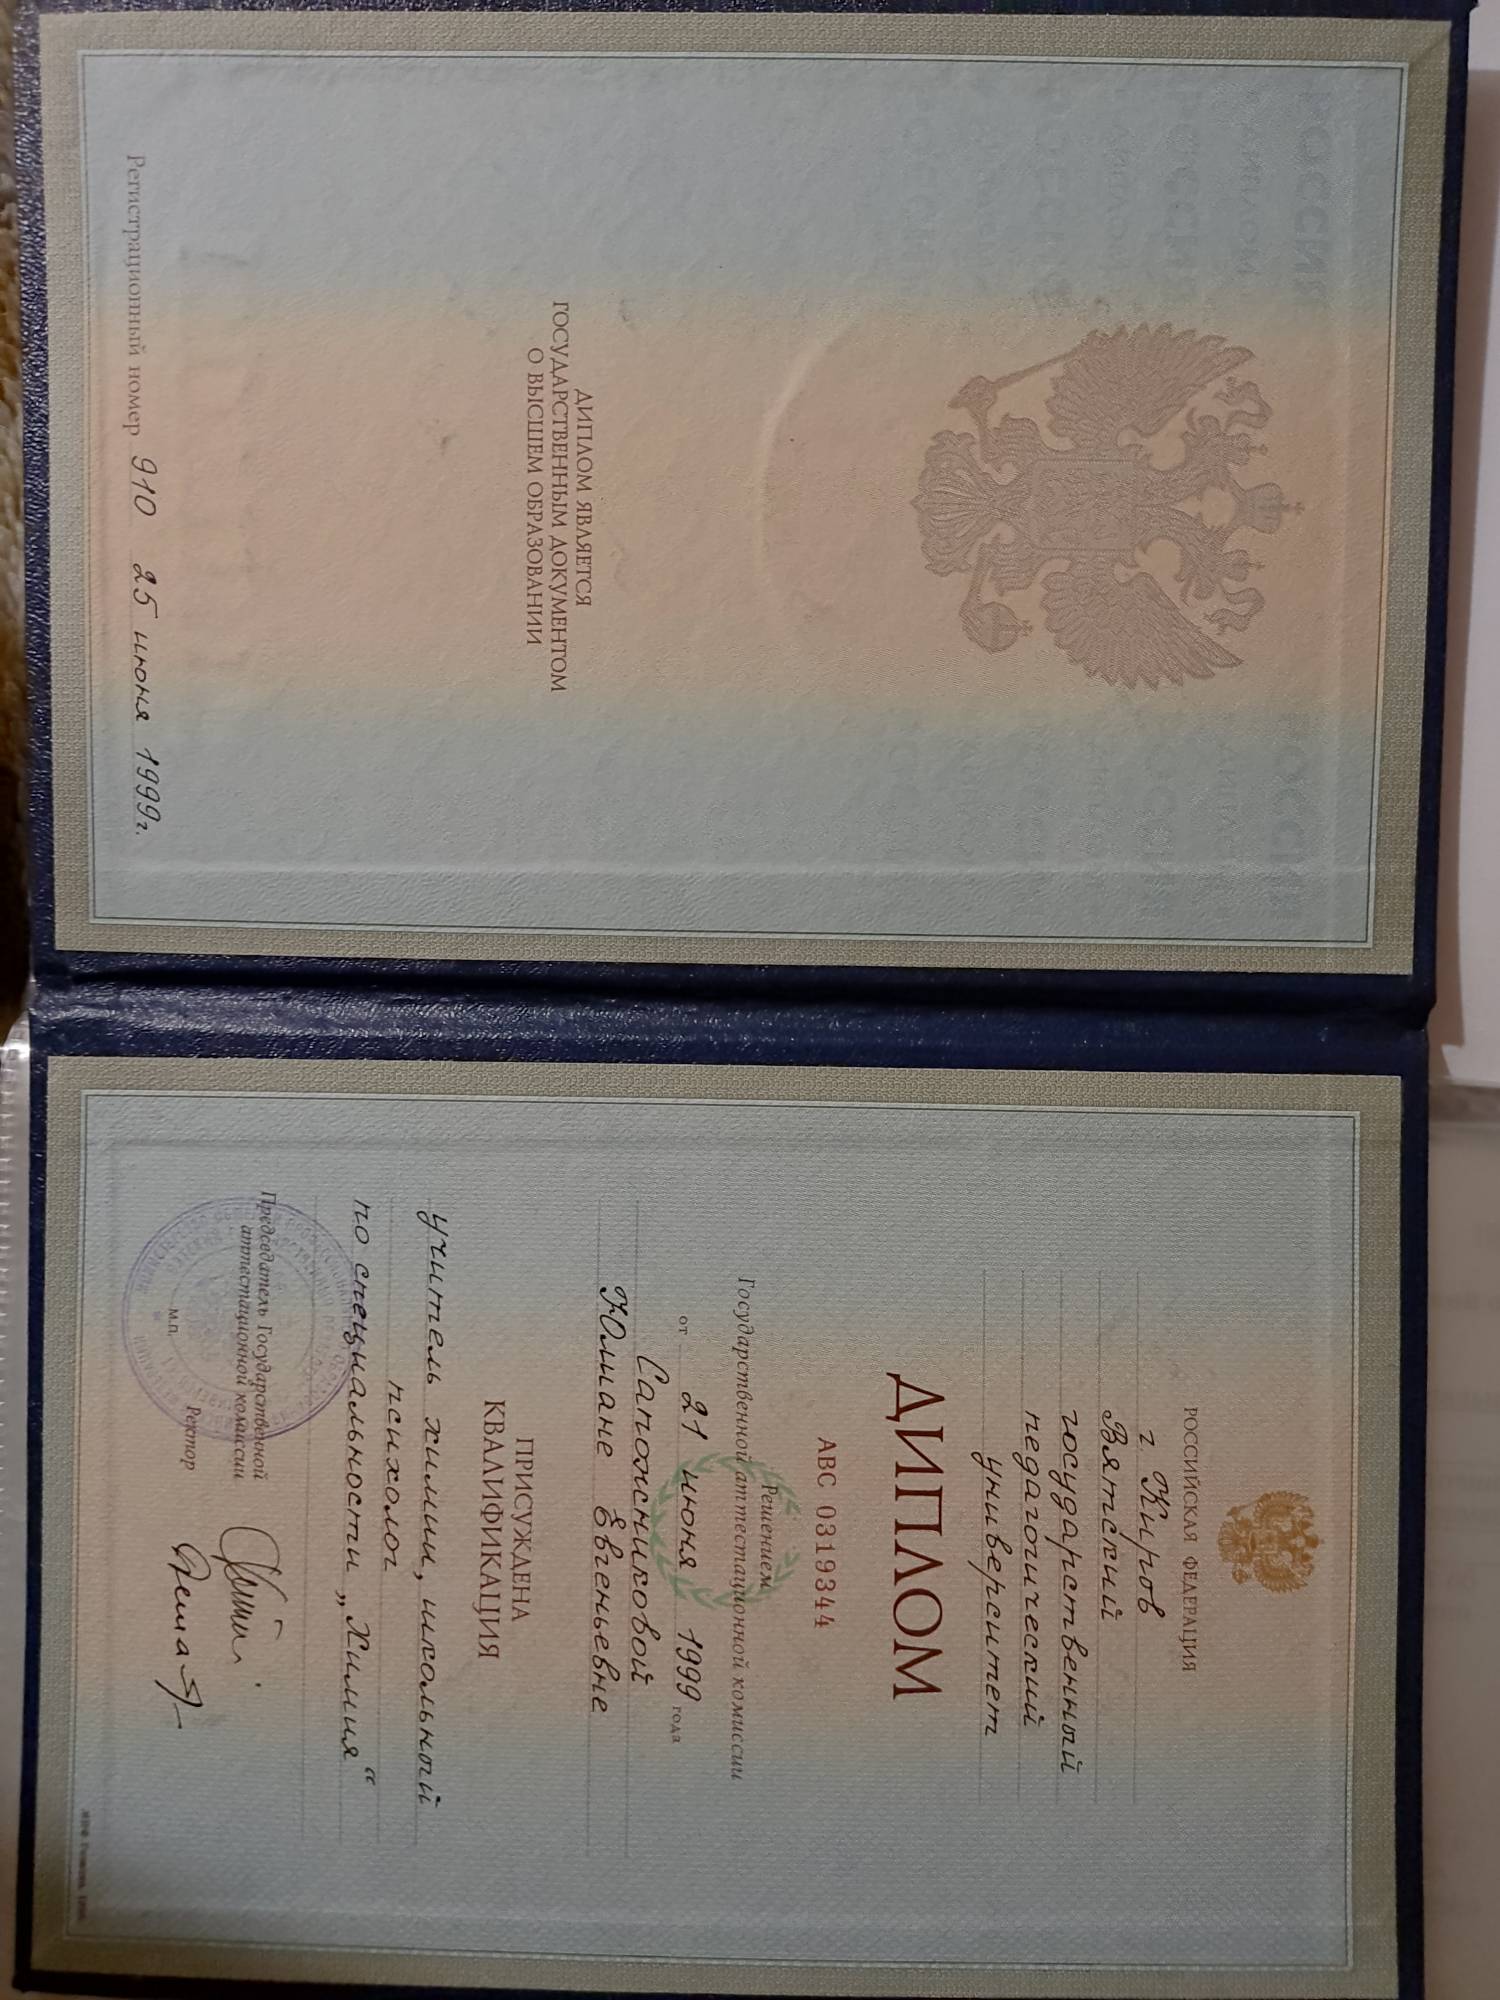 ДИПЛОМ ЯВЛЯЕТСЯ
ГОСУДАРСТВЕННЫМ ДОКУМЕНТОМ
О ВЫСШЕМ ОБРАЗОВАНИИ
Регистрационный номер 910 25 июня 1999г.
РОССИЙСКАЯ ФЕДЕРАЦИЯ
г. Киров
Вятский
государственный
педагогический
университет
ДИПЛОМ
АВС 0319344
Решением
Государственной аттестационной комиссии
от 21 июня 1999 года
Сапожниковой
Юлиане Евгеньевне
ПРИСУЖДЕНА
КВАЛИФИКАЦИЯ
учитель химии, школьный
психолог
по специальности „Химия“
Председатель Государственной
аттестационной комиссии
Ректор
М.П.